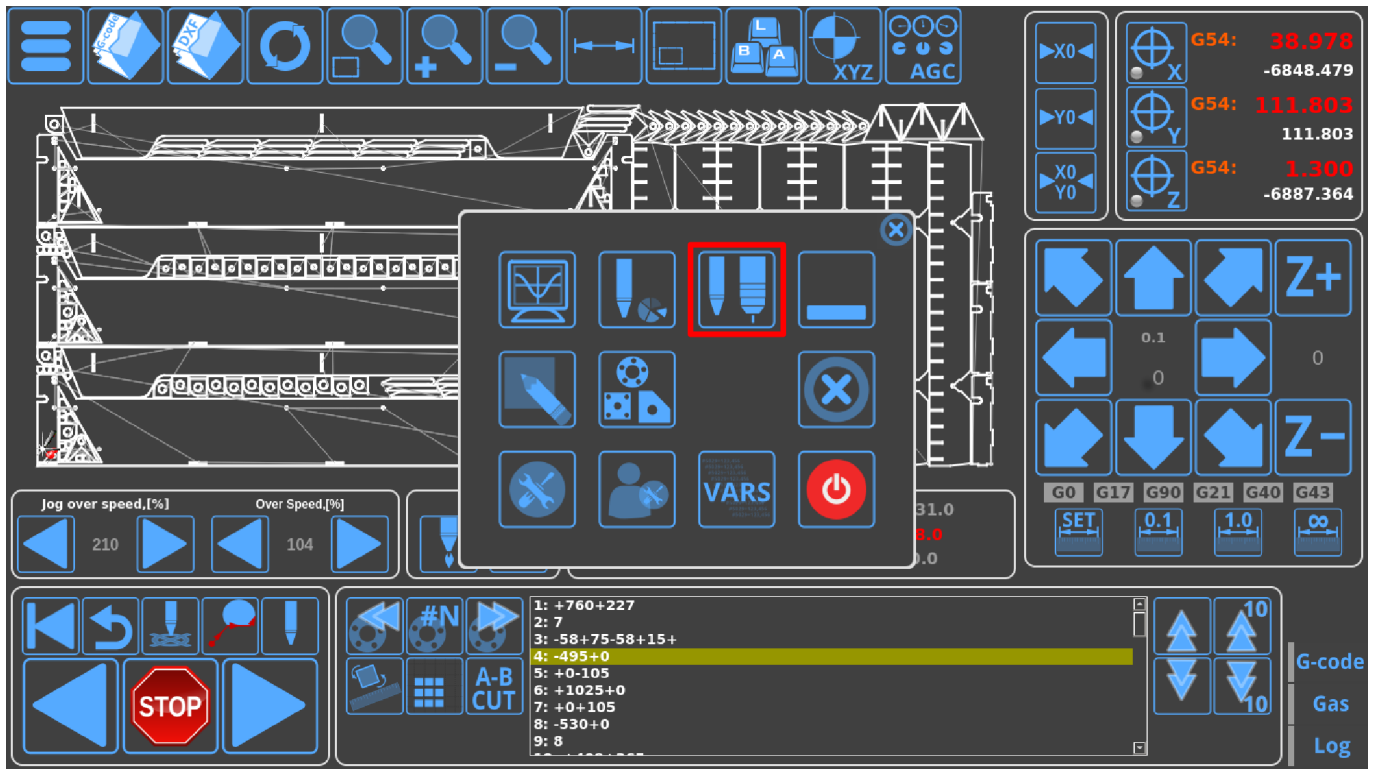 G-code
DXF
L
B
A
XYZ
AGC
X0
Y0
X0
Y0
X
Y
Z
G54: 38.978
-6848.479
G54: 111.803
111.803
G54: 1.300
-6887.364
Z+
0.1
0
0
Z-
G0 G17 G90 G21 G40 G43
SET 0.1 1.0 ∞
VARS
Jog over speed,[%]
Over Speed,[%]
210
104
31.0
8.0
0.0
STOP
#N
A-B
CUT
1: +760+227
2: 7
3: -58+75-58+15+
4: -495+0
5: +0-105
6: +1025+0
7: +0+105
8: -530+0
9: 8
10
10
G-code
Gas
Log